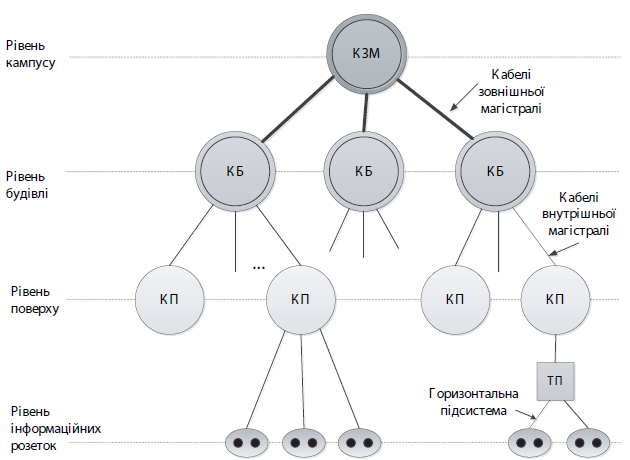 Рівень
кампусу
КЗМ
Кабелі
зовнішньої
магістралі
Рівень
будівлі
КБ
КБ
КБ
Кабелі
внутрішньої
магістралі
...
Рівень
поверху
КП
КП
КП
КП
ТП
Горизонтальна
підсистема
Рівень
інформаційних
розеток